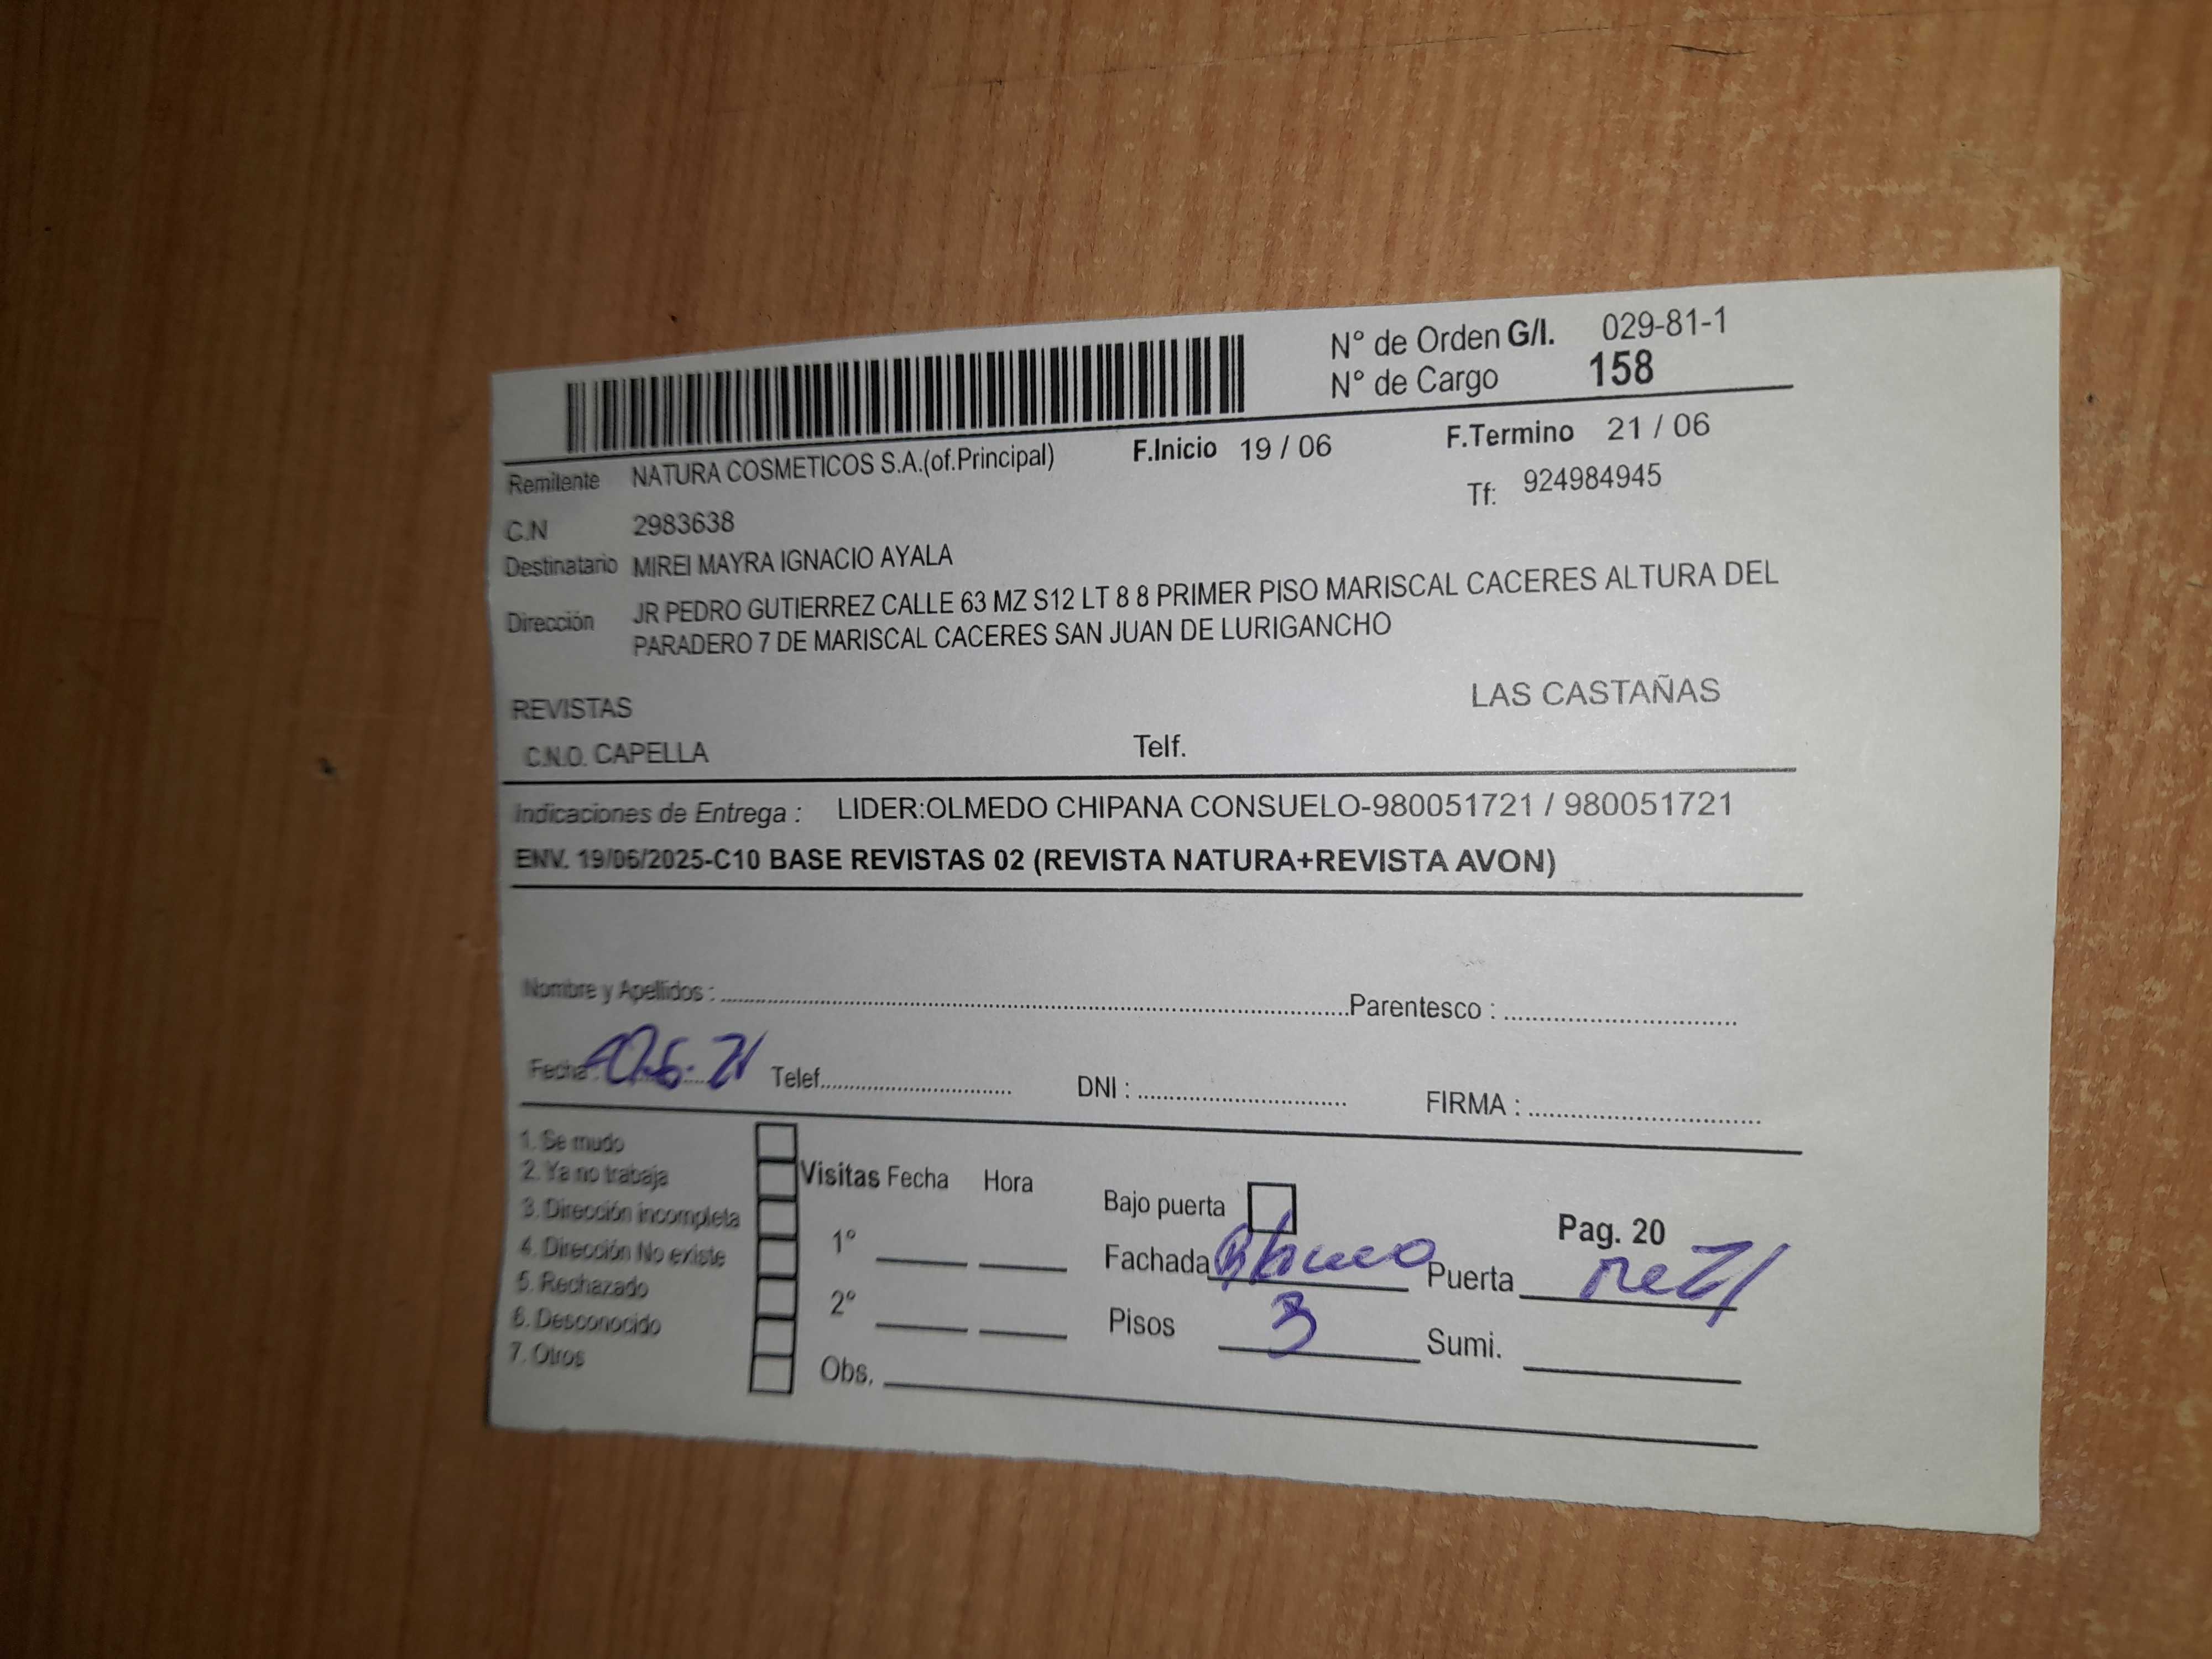 N° de Orden G/I. 029-81-1
N° de Cargo 158
Remitente NATURA COSMETICOS S.A.(of.Principal) F.Inicio 19 / 06 F.Termino 21 / 06
C.N 2983638 Tf: 924984945
Destinatario MIREI MAYRA IGNACIO AYALA
Dirección JR PEDRO GUTIERREZ CALLE 63 MZ S12 LT 8 8 PRIMER PISO MARISCAL CACERES ALTURA DEL
PARADERO 7 DE MARISCAL CACERES SAN JUAN DE LURIGANCHO
REVISTAS LAS CASTAÑAS
C.N.O. CAPELLA Telf.
Indicaciones de Entrega : LIDER:OLMEDO CHIPANA CONSUELO-980051721 / 980051721
ENV. 19/06/2025-C10 BASE REVISTAS 02 (REVISTA NATURA+REVISTA AVON)
Nombre y Apellidos : Parentesco :
Fecha : Telef. DNI : FIRMA :
1. Se mudo
2. Ya no trabaja
3. Dirección incompleta
4. Dirección No existe
5. Rechazado
6. Desconocido
7. Otros
Visitas Fecha Hora
1°
2°
Obs.
Bajo puerta
Fachada Blanco
Pisos 3
Pag. 20
Puerta
Sumi.